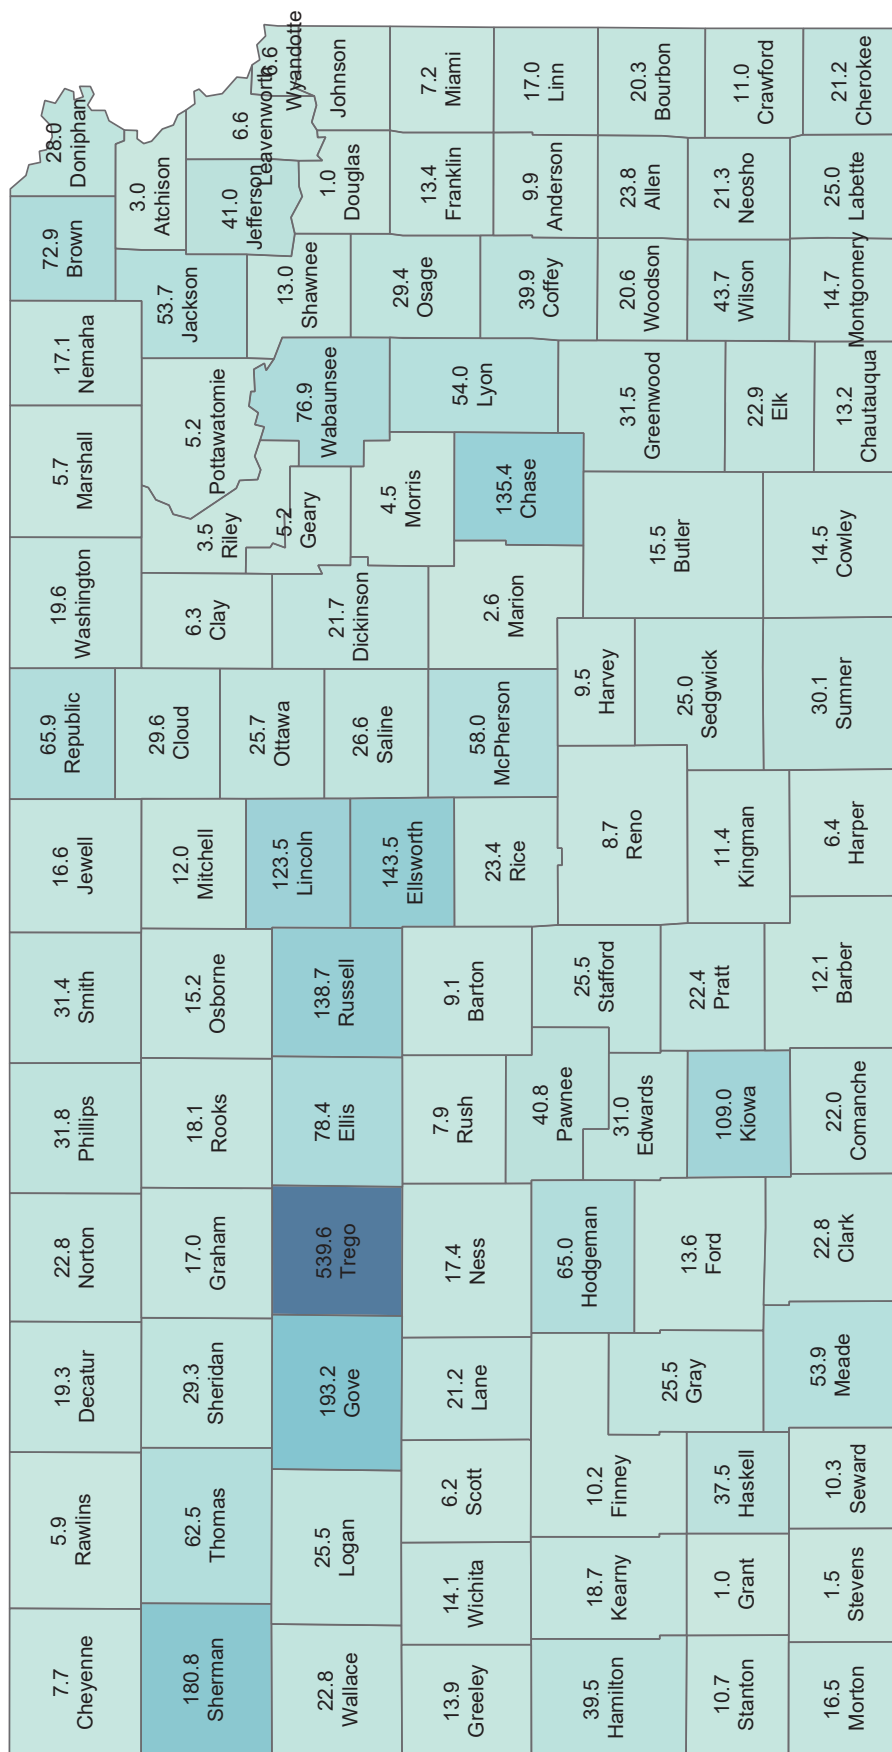 7.7
Cheyenne
5.9
Rawlins
19.3
Decatur
22.8
Norton
31.8
Phillips
31.4
Smith
16.6
Jewell
65.9
Republic
19.6
Washington
5.7
Marshall
17.1
Nemaha
72.9
Brown
28.0
Doniphan
180.8
Sherman
62.5
Thomas
29.3
Sheridan
17.0
Graham
18.1
Rooks
15.2
Osborne
12.0
Mitchell
29.6
Cloud
6.3
Clay
3.5
Riley
5.2
Pottawatomie
53.7
Jackson
3.0
Atchison
41.0
Jefferson
6.6
Leavenworth
6.6
Wyandotte
22.8
Wallace
25.5
Logan
193.2
Gove
539.6
Trego
78.4
Ellis
138.7
Russell
123.5
Lincoln
25.7
Ottawa
143.5
Ellsworth
26.6
Saline
21.7
Dickinson
5.2
Geary
76.9
Wabaunsee
13.0
Shawnee
1.0
Douglas
Johnson
13.9
Greeley
14.1
Wichita
6.2
Scott
21.2
Lane
17.4
Ness
7.9
Rush
9.1
Barton
23.4
Rice
58.0
McPherson
2.6
Marion
4.5
Morris
135.4
Chase
54.0
Lyon
29.4
Osage
13.4
Franklin
7.2
Miami
39.5
Hamilton
18.7
Kearny
10.2
Finney
65.0
Hodgeman
40.8
Pawnee
25.5
Stafford
8.7
Reno
9.5
Harvey
39.9
Coffey
9.9
Anderson
17.0
Linn
25.5
Gray
13.6
Ford
31.0
Edwards
25.0
Sedgwick
15.5
Butler
31.5
Greenwood
20.6
Woodson
23.8
Allen
20.3
Bourbon
10.7
Stanton
1.0
Grant
37.5
Haskell
109.0
Kiowa
22.4
Pratt
11.4
Kingman
22.9
Elk
43.7
Wilson
21.3
Neosho
11.0
Crawford
16.5
Morton
1.5
Stevens
10.3
Seward
53.9
Meade
22.8
Clark
22.0
Comanche
12.1
Barber
6.4
Harper
30.1
Sumner
14.5
Cowley
13.2
Chautauqua
14.7
Montgomery
25.0
Labette
21.2
Cherokee